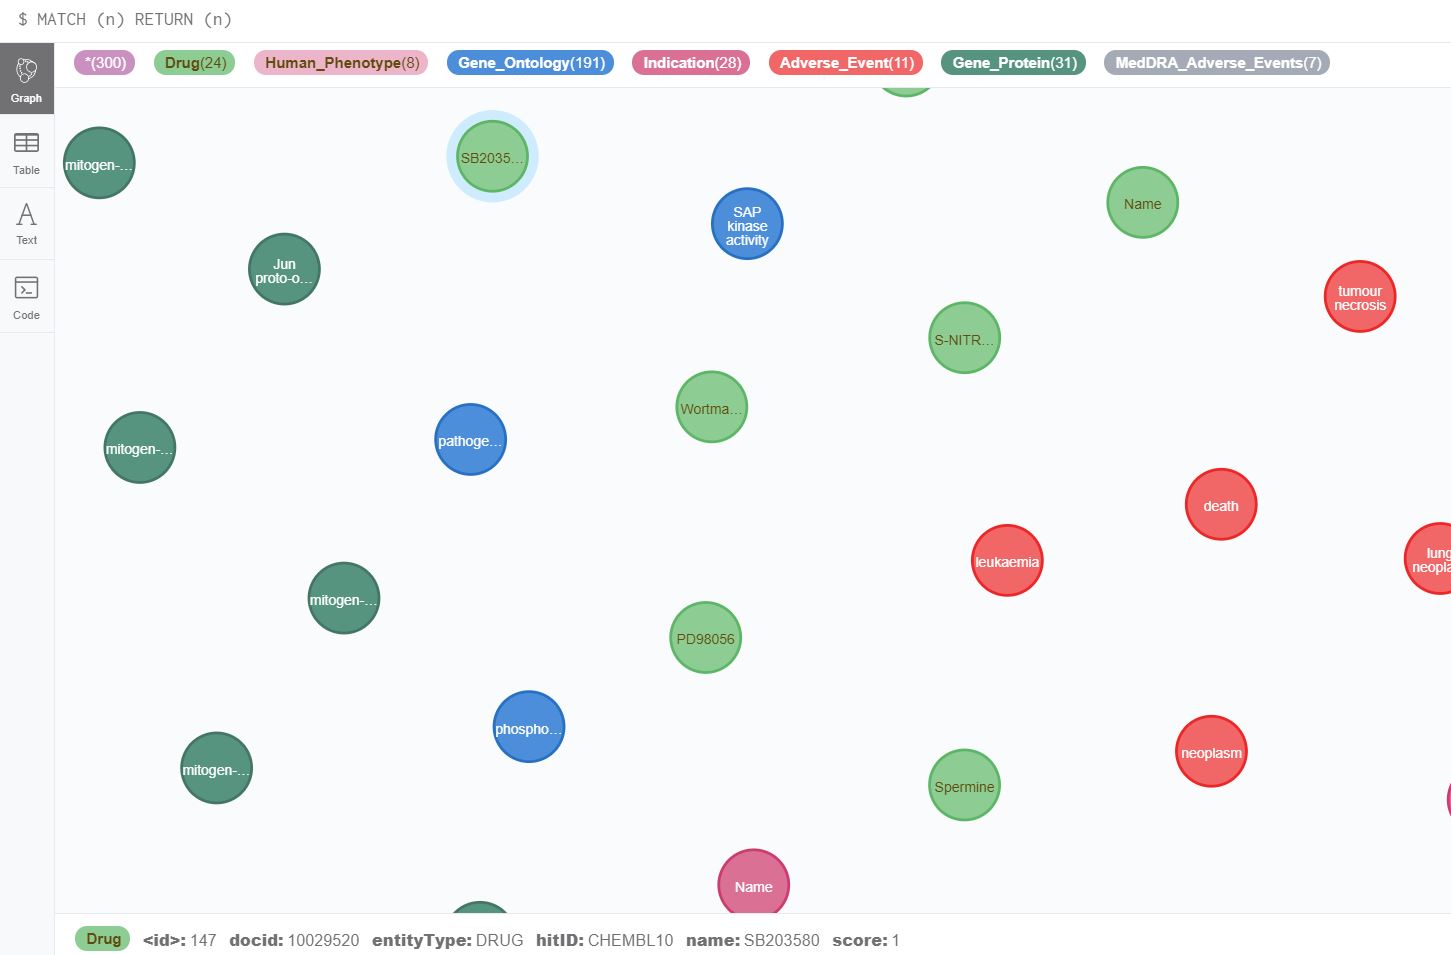 $ MATCH (n) RETURN (n)
Graph
Table
Text
Code
*(300) Drug(24) Human_Phenotype(8) Gene_Ontology(191) Indication(28) Adverse_Event(11) Gene_Protein(31) MedDRA_Adverse_Events(7)
mitogen-...
SB2035...
SAP
kinase
activity
Name
Jun
proto-o...
tumour
necrosis
S-NITR...
Wortma...
mitogen-...
pathoge...
death
leukaemia
lung
neopla
mitogen-...
PD98056
phospho...
neoplasm
mitogen-...
Spermine
Name
Drug <id>: 147 docid: 10029520 entityType: DRUG hitID: CHEMBL10 name: SB203580 score: 1